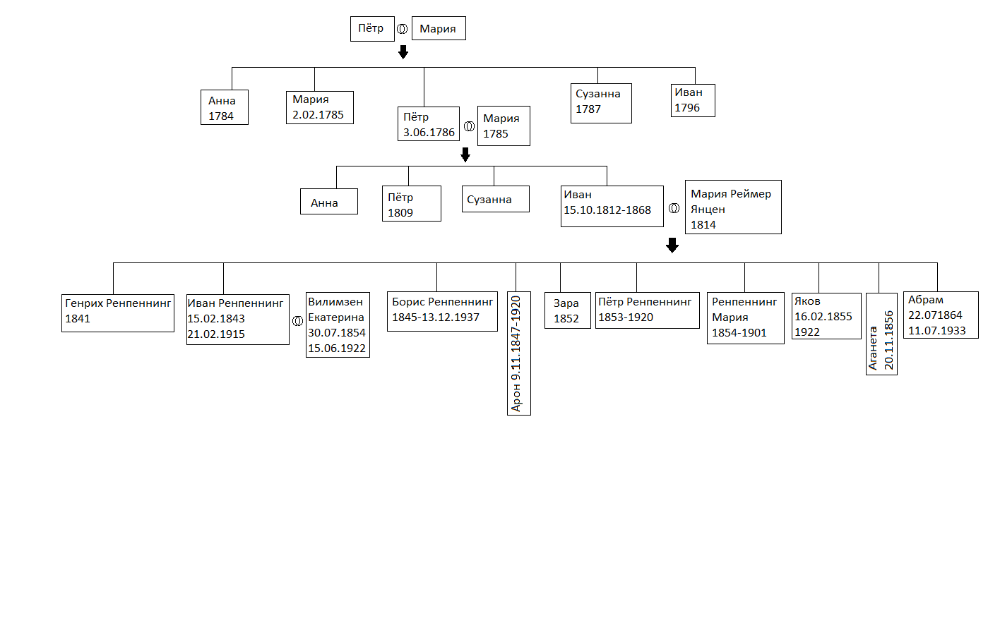 Пётр
Мария
Анна
1784
Мария
2.02.1785
Пётр
3.06.1786
Мария
1785
Сузанна
1787
Иван
1796
Анна
Пётр
1809
Сузанна
Иван
15.10.1812-1868
Мария Реймер
Янцен
1814
Генрих Ренпеннинг
1841
Иван Ренпеннинг
15.02.1843
21.02.1915
Вилимзен
Екатерина
30.07.1854
15.06.1922
Борис Ренпеннинг
1845-13.12.1937
Арон 9.11.1847-1920
Зара
1852
Пётр Ренпеннинг
1853-1920
Ренпеннинг
Мария
1854-1901
Яков
16.02.1855
1922
Аганета
20.11.1856
Абрам
22.071864
11.07.1933